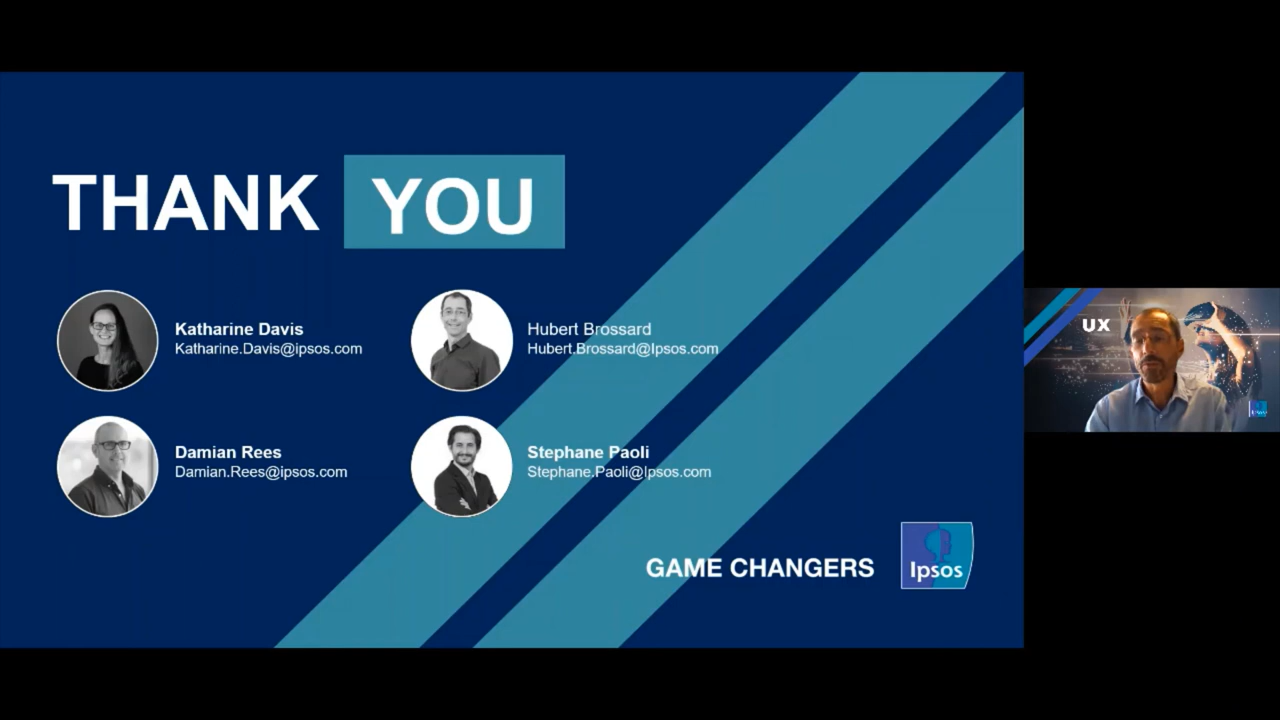 THANK YOU
Katharine Davis
Katharine.Davis@ipsos.com
Hubert Brossard
Hubert.Brossard@Ipsos.com
Damian Rees
Damian.Rees@ipsos.com
Stephane Paoli
Stephane.Paoli@Ipsos.com
GAME CHANGERS
Ipsos
UX
Ipsos